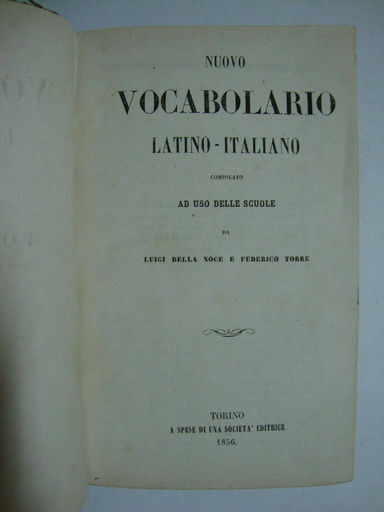 NUOVO
VOCABOLARIO
LATINO-ITALIANO
COMPILATO
AD USO DELLE SCUOLE
DA
LUIGI DELLA NOCE E FEDERICO TORRE
TORINO
A SPESE DI UNA SOCIETA' EDITRICE
1856.